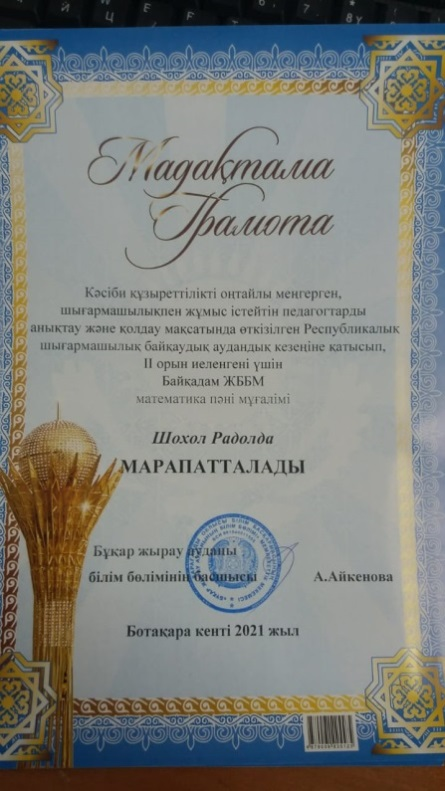 Мадақтама
Грамота
Кәсіби құзыреттілікті оңтайлы меңгерген,
шығармашылықпен жұмыс істейтін педагогтарды
анықтау және қолдау мақсатында өткізілген Республикалық
шығармашылық байқаудың аудандық кезеңіне қатысып,
ІІ орын иеленгені үшін
Байқадам ЖББМ
математика пәні мұғалімі
Шохол Радолда
МАРАПАТТАЛАДЫ
Бұқар жырау ауданы
білім бөлімінің басшысы А.Айкенова
Ботақара кенті 2021 жыл